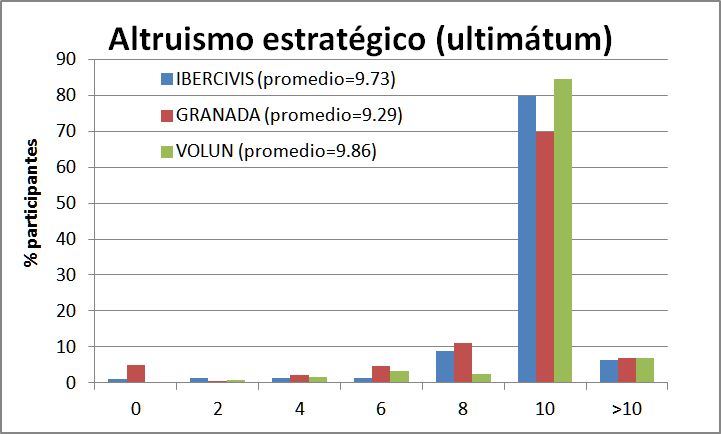 Altruismo estratégico (ultimátum)
IBERCIVIS (promedio=9.73)
GRANADA (promedio=9.29)
VOLUN (promedio=9.86)
% participantes
90
80
70
60
50
40
30
20
10
0
0 2 4 6 8 10 >10